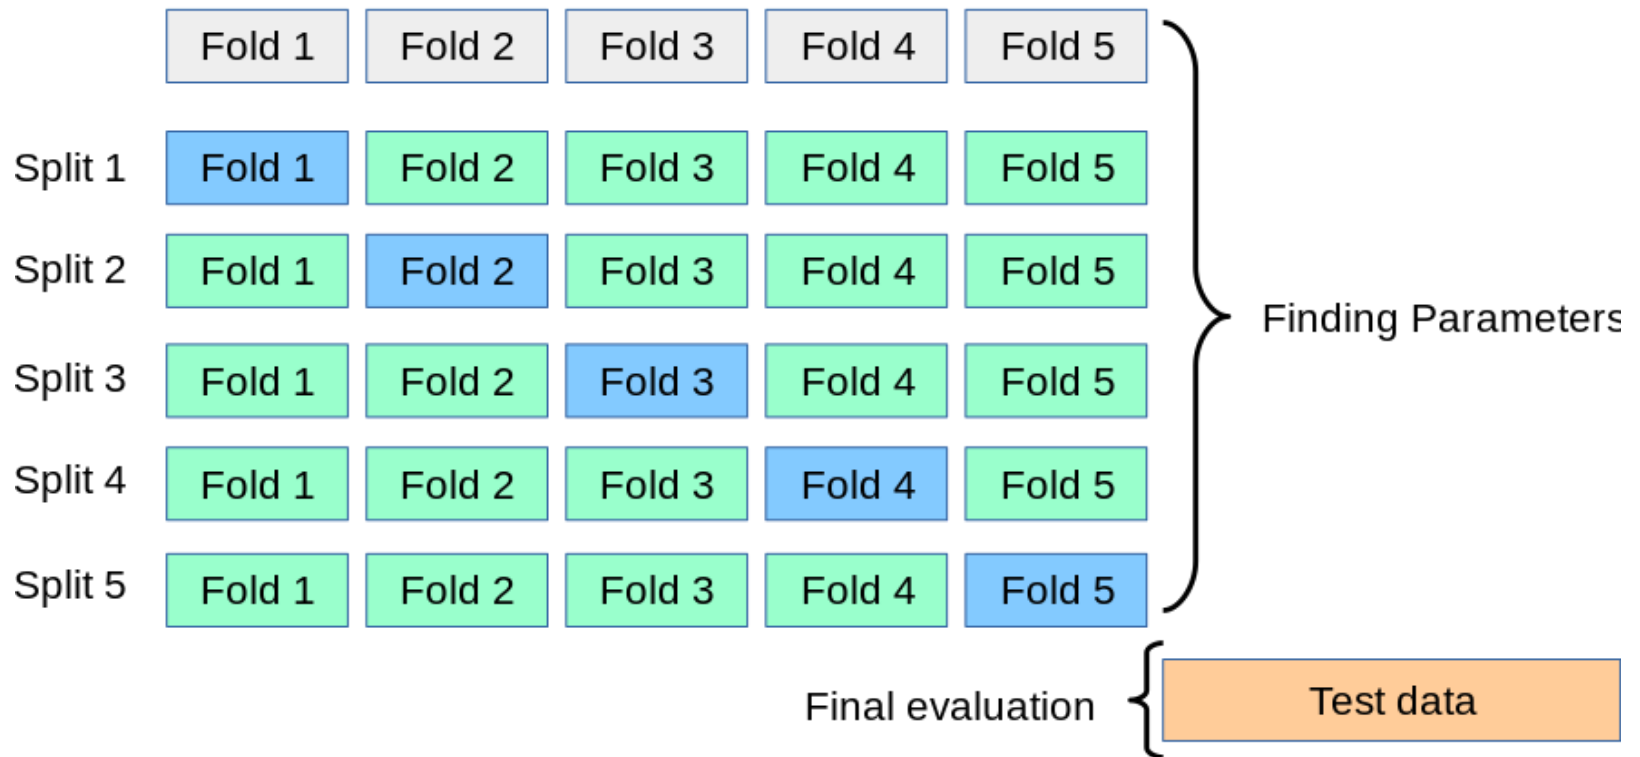 Fold 1 Fold 2 Fold 3 Fold 4 Fold 5
Split 1 Fold 1 Fold 2 Fold 3 Fold 4 Fold 5
Split 2 Fold 1 Fold 2 Fold 3 Fold 4 Fold 5
Finding Parameters
Split 3 Fold 1 Fold 2 Fold 3 Fold 4 Fold 5
Split 4 Fold 1 Fold 2 Fold 3 Fold 4 Fold 5
Split 5 Fold 1 Fold 2 Fold 3 Fold 4 Fold 5
Final evaluation Test data